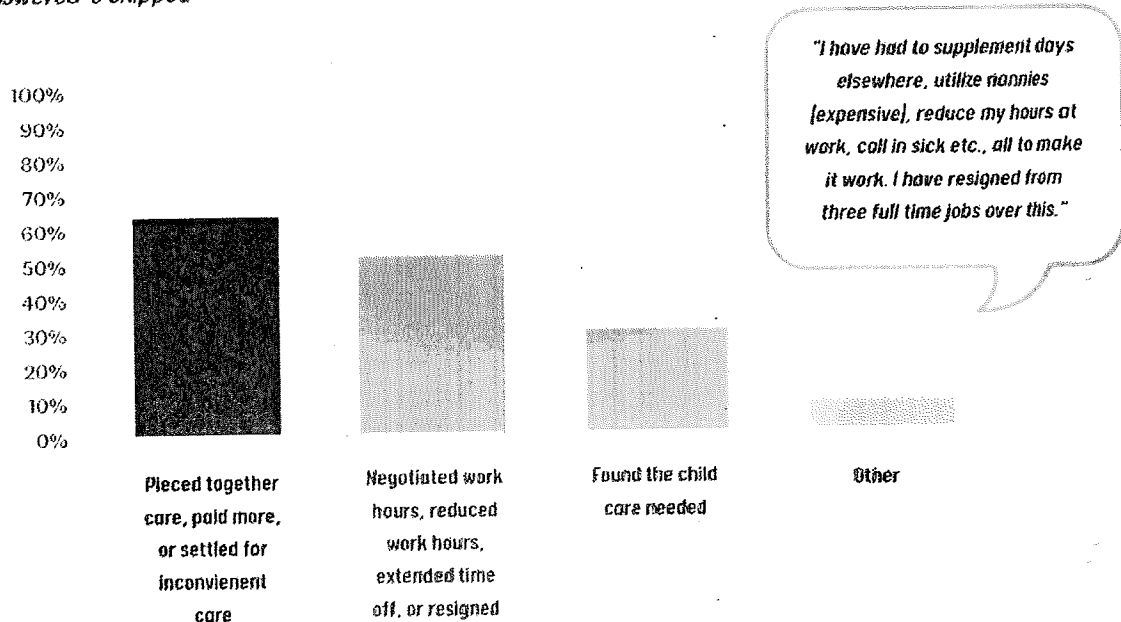 "I have had to supplement days
elsewhere, utilize nannies
[expensive], reduce my hours at
work, call in sick etc., all to make
it work. I have resigned from
three full time jobs over this."
100%
90%
80%
70%
60%
50%
40%
30%
20%
10%
0%
Pieced together
care, paid more,
or settled for
inconvienent
care
Negotiated work
hours, reduced
work hours,
extended time
off, or resigned
Found the child
care needed
Other